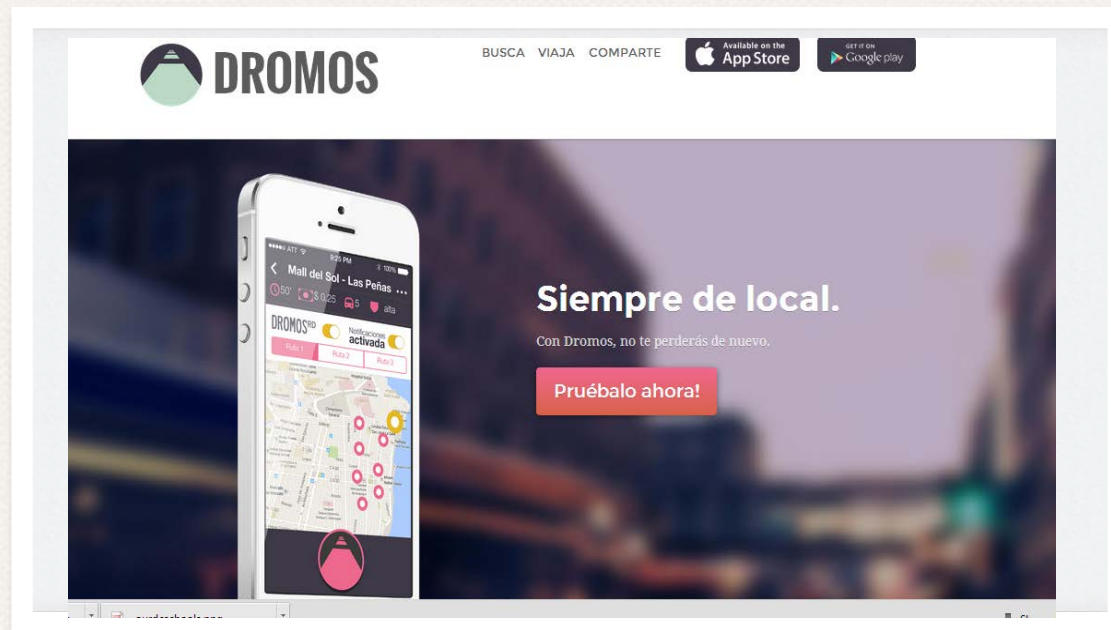 DROMOS
BUSCA VIAJA COMPARTE
Available on the
App Store
GET IT ON
Google play
ATT
9:25 PM
100%
Mall del Sol - Las Peñas ...
50' $ 0.25 5 alta
DROMOSRD
Notificaciones
activada
Ruta 1 Ruta 2 Ruta 3
Siempre de local.
Con Dromos, no te perderás de nuevo.
Pruébalo ahora!